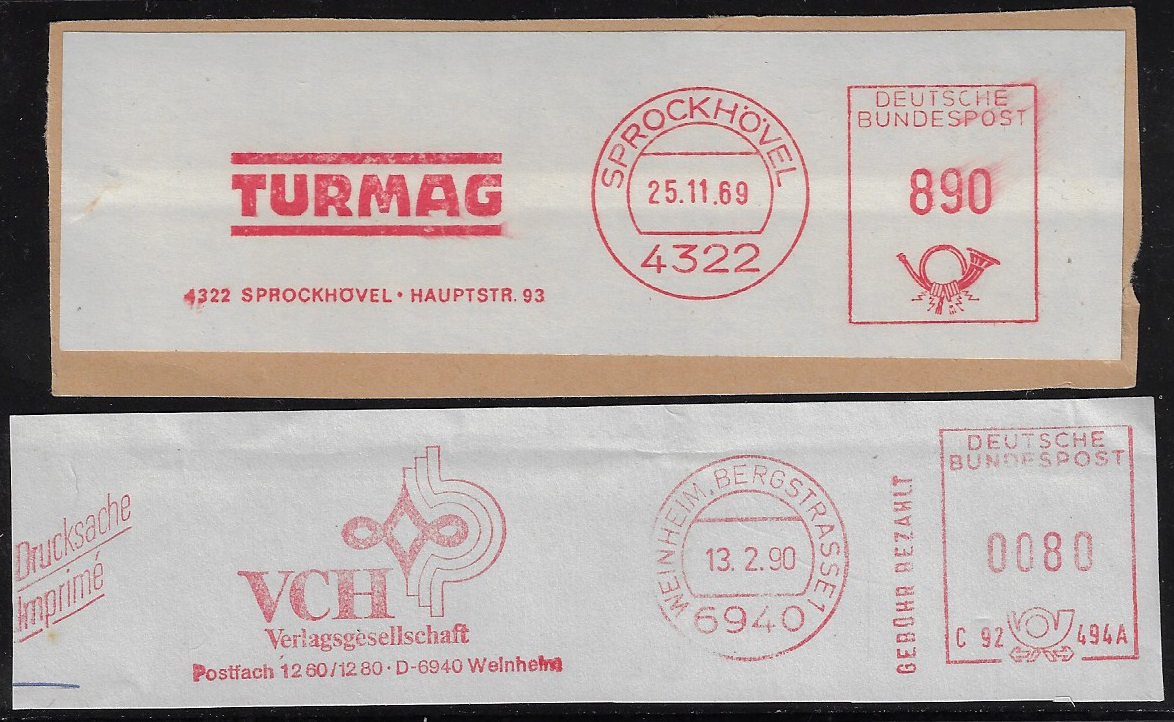 TURMAG
4322 SPROCKHÖVEL • HAUPTSTR. 93
SPROCKHÖVEL
25.11.69
4322
DEUTSCHE
BUNDESPOST
890
Drucksache
Imprimé
VCH
Verlagsgesellschaft
Postfach 12 60/12 80 · D-6940 Weinheim
WEINHEIM, BERGSTRASSE 1
13. 2. 90
6940
GEBÜHR BEZAHLT
DEUTSCHE
BUNDESPOST
0080
C 92 494A